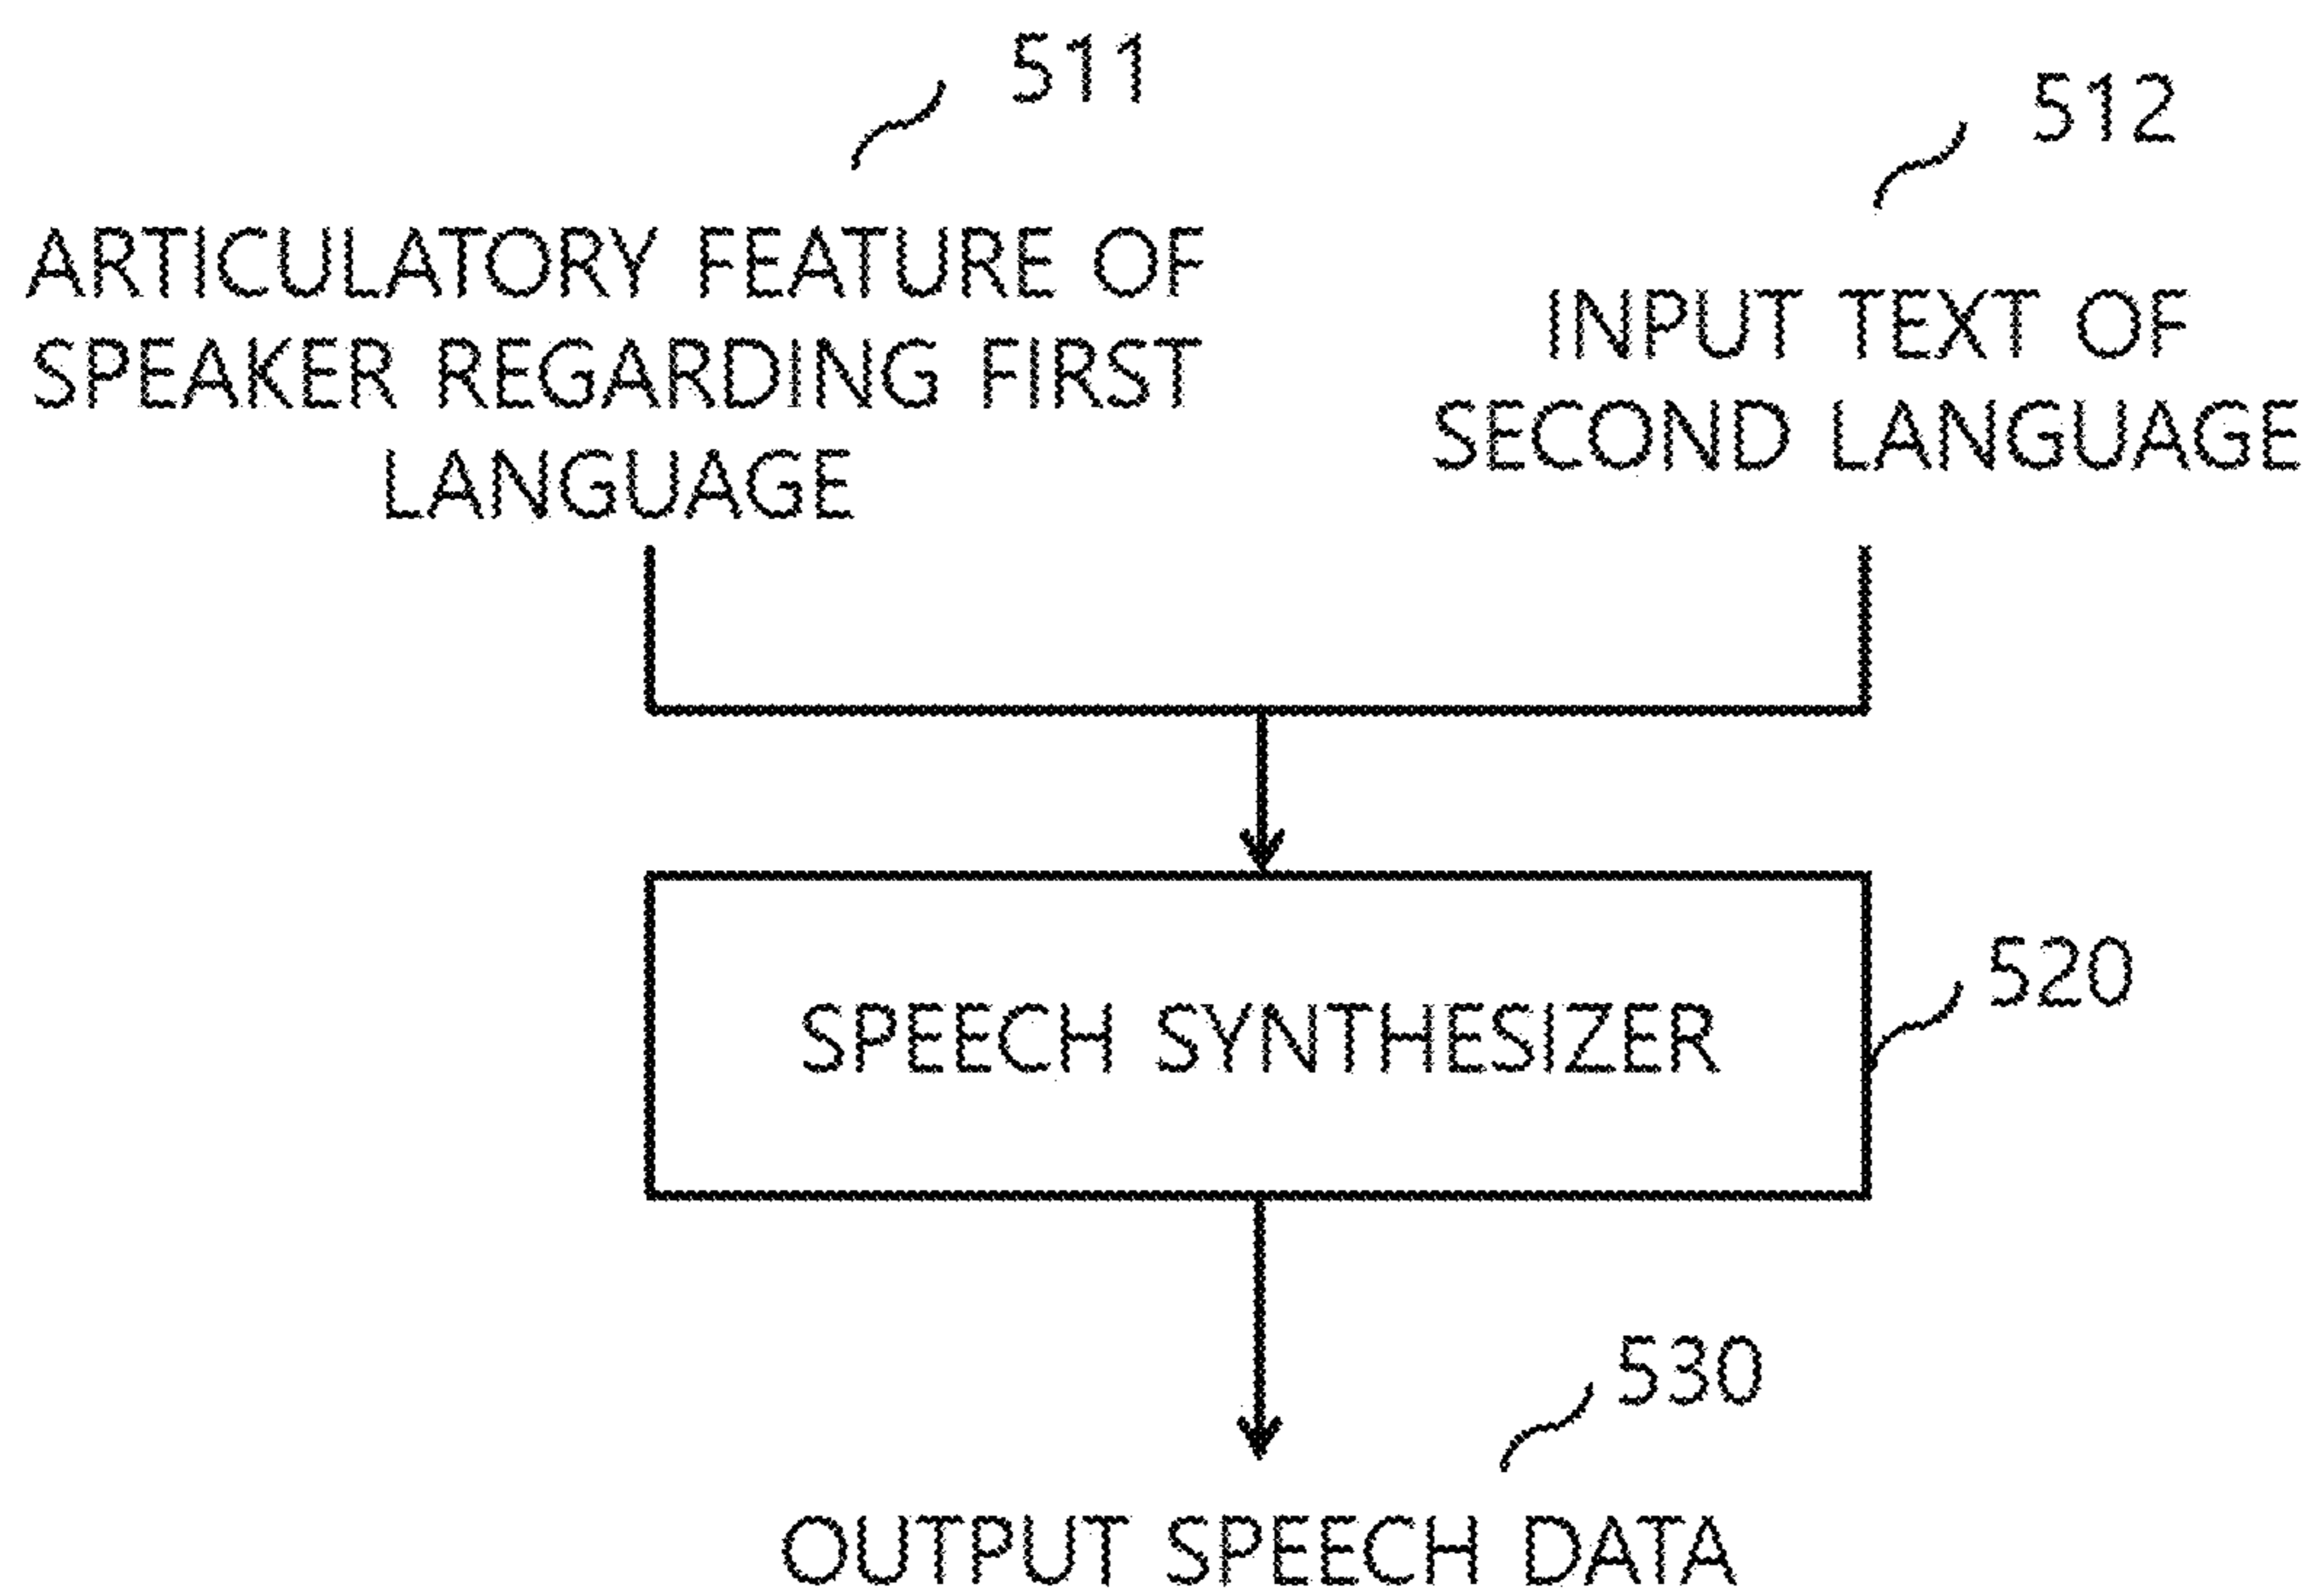 511
ARTICULATORY FEATURE OF
SPEAKER REGARDING FIRST
LANGUAGE
512
INPUT TEXT OF
SECOND LANGUAGE
SPEECH SYNTHESIZER
520
530
OUTPUT SPEECH DATA